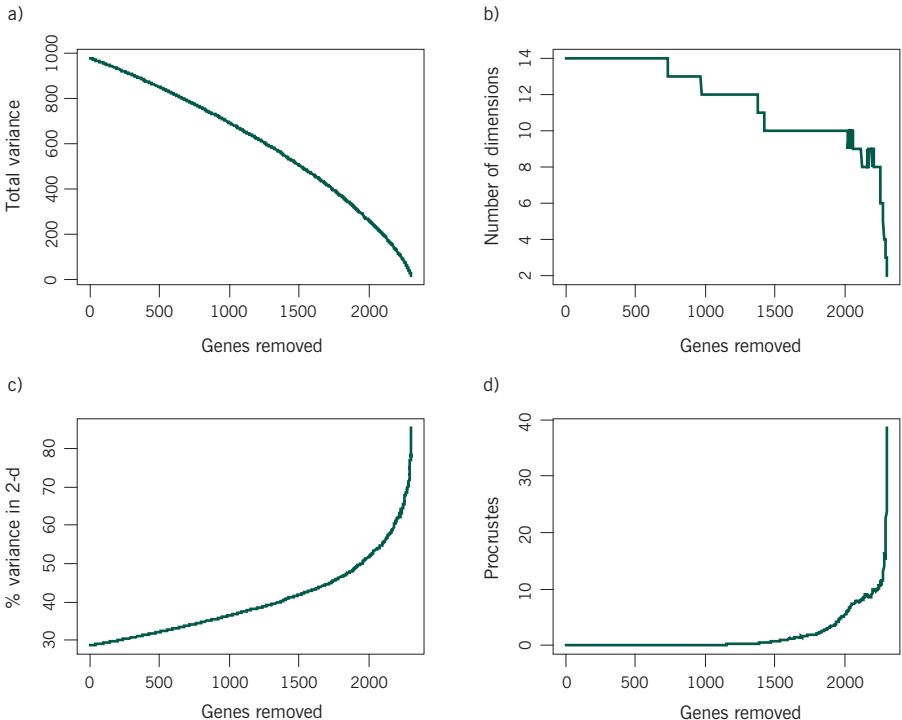 a)
Total variance
1000
800
600
400
200
0
0 500 1000 1500 2000
Genes removed
b)
Number of dimensions
14
12
10
8
6
4
2
0 500 1000 1500 2000
Genes removed
c)
% variance in 2-d
80
70
60
50
40
30
0 500 1000 1500 2000
Genes removed
d)
Procrustes
40
30
20
10
0
0 500 1000 1500 2000
Genes removed